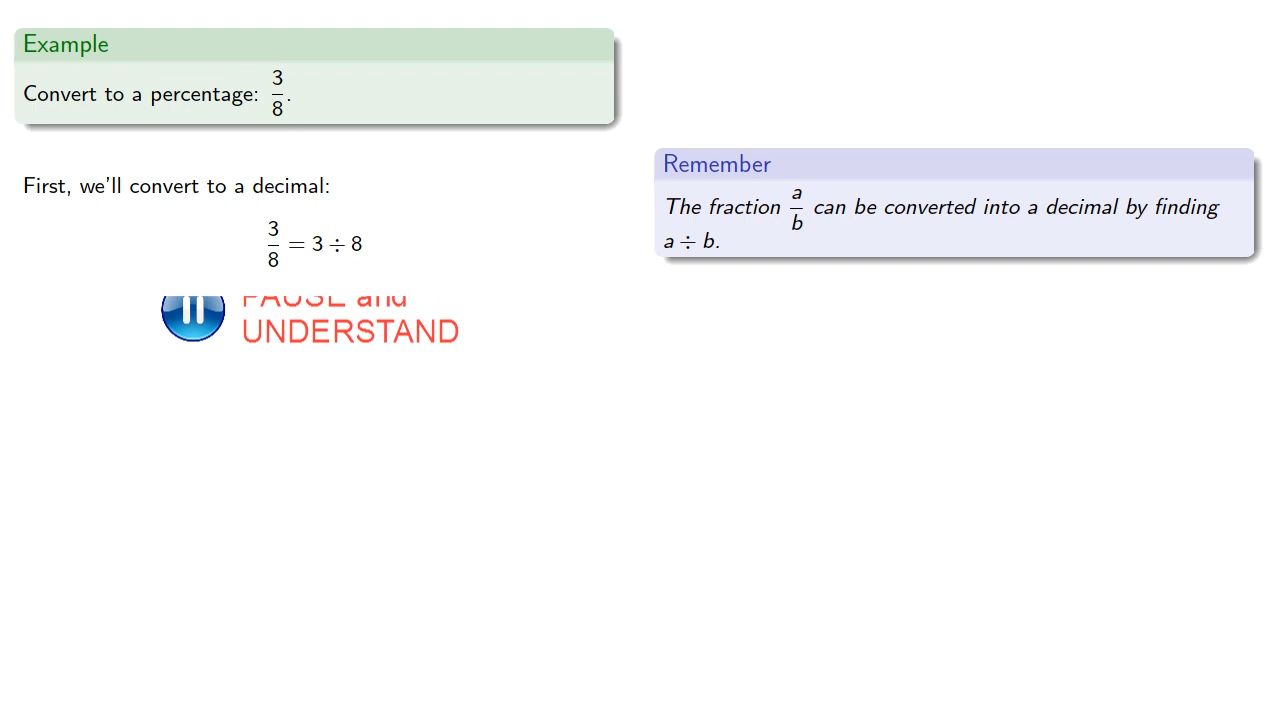 Example
Convert to a percentage: 3/8.
First, we'll convert to a decimal:
3/8 = 3 ÷ 8
PAUSE and
UNDERSTAND
Remember
The fraction a/b can be converted into a decimal by finding
a ÷ b.